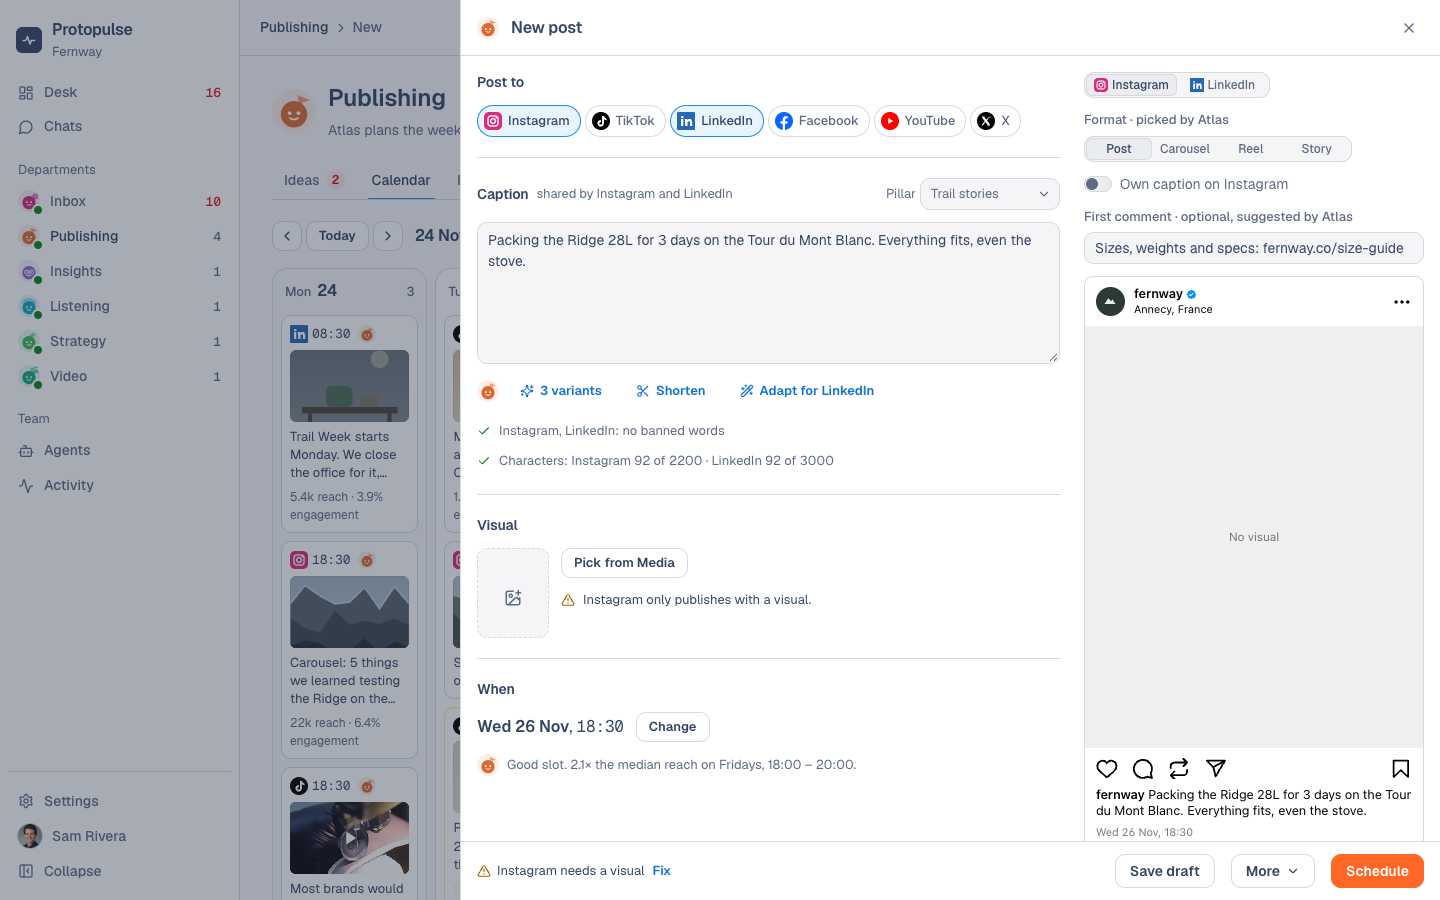 Protopulse
Fernway
Desk 16
Chats
Departments
Inbox 10
Publishing 4
Insights 1
Listening 1
Strategy 1
Video 1
Team
Agents
Activity
Settings
Sam Rivera
Collapse
Publishing > New
Publishing
Atlas plans the week
Ideas 2 Calendar
Today 24 No
Mon 24 3
08:30
Trail Week starts
Monday. We close
the office for it,…
5.4k reach · 3.9%
engagement
18:30
Carousel: 5 things
we learned testing
the Ridge on the…
22k reach · 6.4%
engagement
18:30
Most brands would
New post
Post to
Instagram TikTok LinkedIn Facebook YouTube X
Caption shared by Instagram and LinkedIn Pillar Trail stories
Packing the Ridge 28L for 3 days on the Tour du Mont Blanc. Everything fits, even the
stove.
3 variants Shorten Adapt for LinkedIn
Instagram, LinkedIn: no banned words
Characters: Instagram 92 of 2200 · LinkedIn 92 of 3000
Visual
Pick from Media
Instagram only publishes with a visual.
When
Wed 26 Nov, 18:30 Change
Good slot. 2.1× the median reach on Fridays, 18:00 – 20:00.
Instagram LinkedIn
Format · picked by Atlas
Post Carousel Reel Story
Own caption on Instagram
First comment · optional, suggested by Atlas
Sizes, weights and specs: fernway.co/size-guide
fernway
Annecy, France
No visual
fernway Packing the Ridge 28L for 3 days on the Tour
du Mont Blanc. Everything fits, even the stove.
Wed 26 Nov, 18:30
Instagram needs a visual Fix
Save draft More Schedule